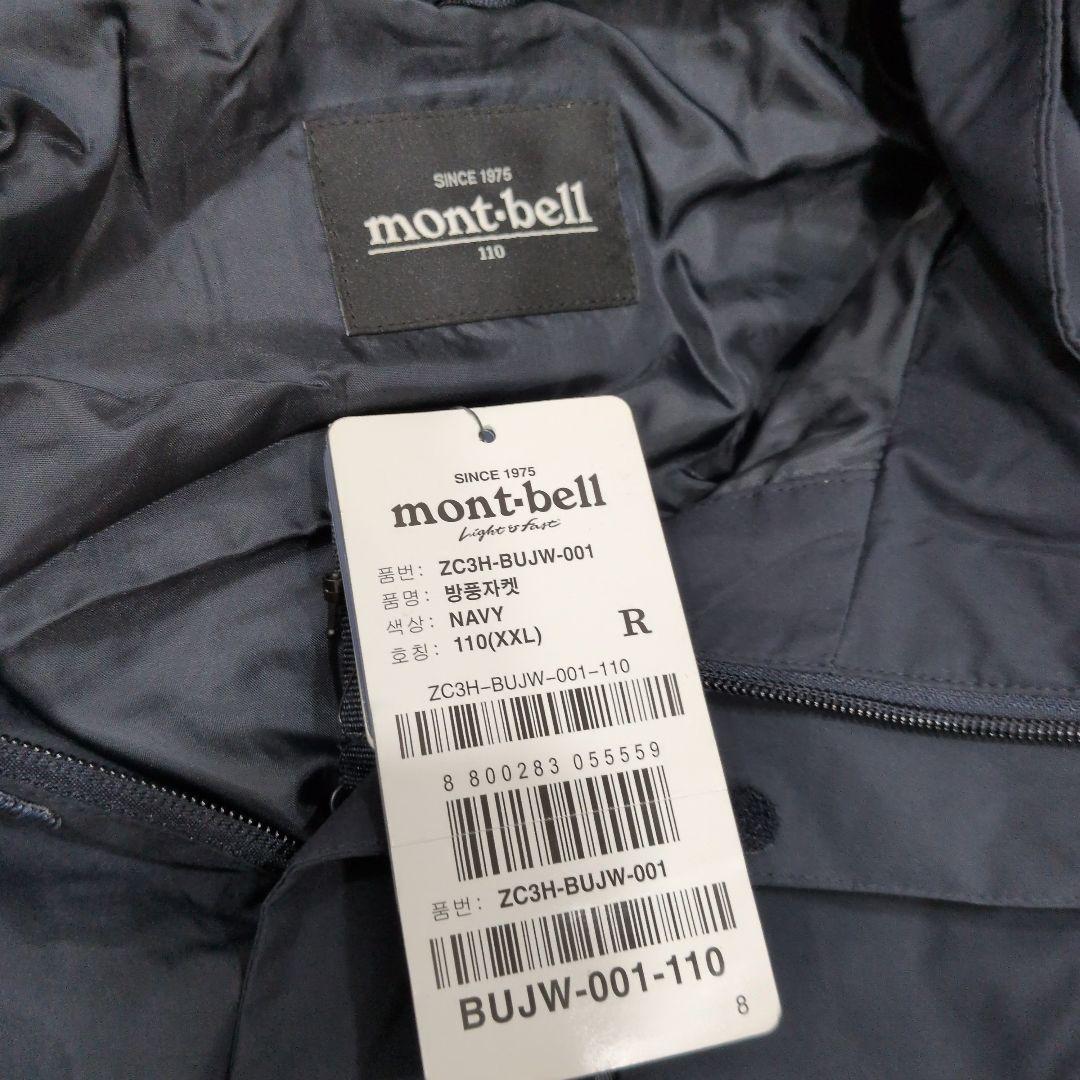 SINCE 1975
mont-bell
110
SINCE 1975
mont-bell
Light & Fast
품번: ZC3H-BUJW-001
품명: 방풍자켓
색상: NAVY
호칭: 110(XXL)
R
ZC3H-BUJW-001-110
8 800283 055559
품번: ZC3H-BUJW-001
BUJW-001-110
8